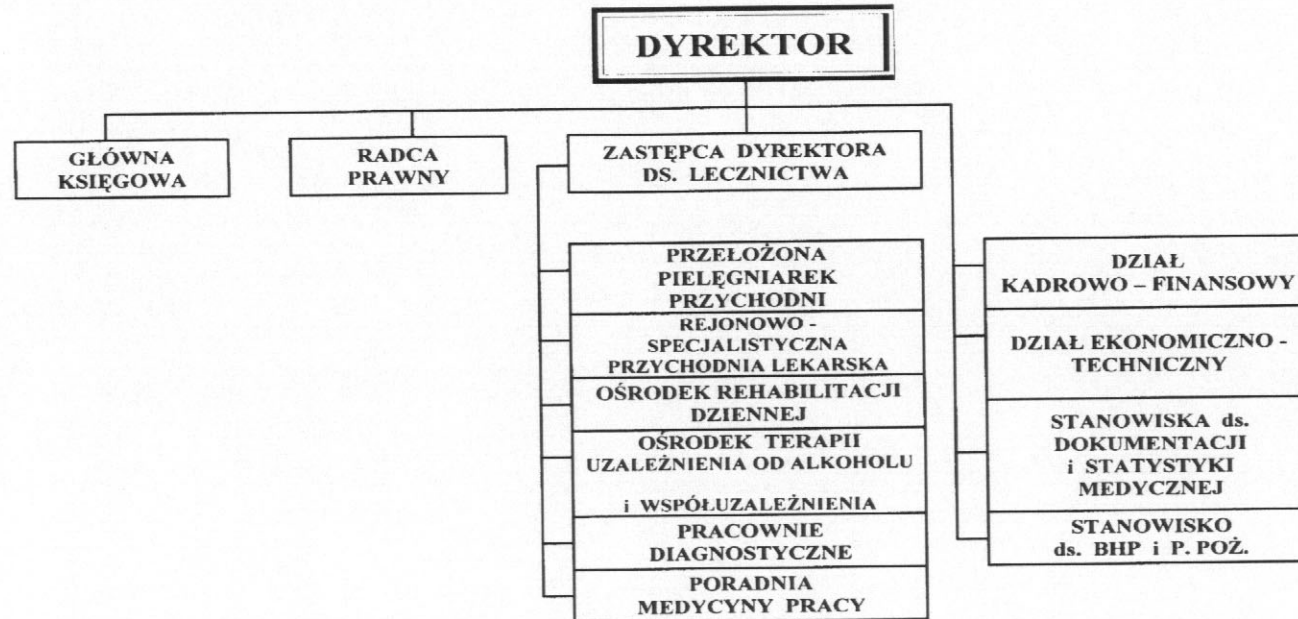 DYREKTOR
GŁÓWNA
KSIĘGOWA
RADCA
PRAWNY
ZASTĘPCA DYREKTORA
DS. LECZNICTWA
PRZEŁOŻONA
PIELĘGNIAREK
PRZYCHODNI
REJONOWO -
SPECJALISTYCZNA
PRZYCHODNIA LEKARSKA
OŚRODEK REHABILITACJI
DZIENNEJ
OŚRODEK TERAPII
UZALEŻNIENIA OD ALKOHOLU
i WSPÓŁUZALEŻNIENIA
PRACOWNIE
DIAGNOSTYCZNE
PORADNIA
MEDYCYNY PRACY
DZIAŁ
KADROWO – FINANSOWY
DZIAŁ EKONOMICZNO -
TECHNICZNY
STANOWISKA ds.
DOKUMENTACJI
i STATYSTYKI
MEDYCZNEJ
STANOWISKO
ds. BHP i P. POŻ.